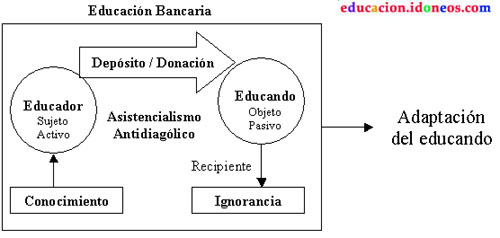 Educación Bancaria
educacion.idoneos.com
Depósito / Donación
Educador
Sujeto
Activo
Asistencialismo
Antidiagólico
Educando
Objeto
Pasivo
Adaptación
del educando
Recipiente
Conocimiento
Ignorancia